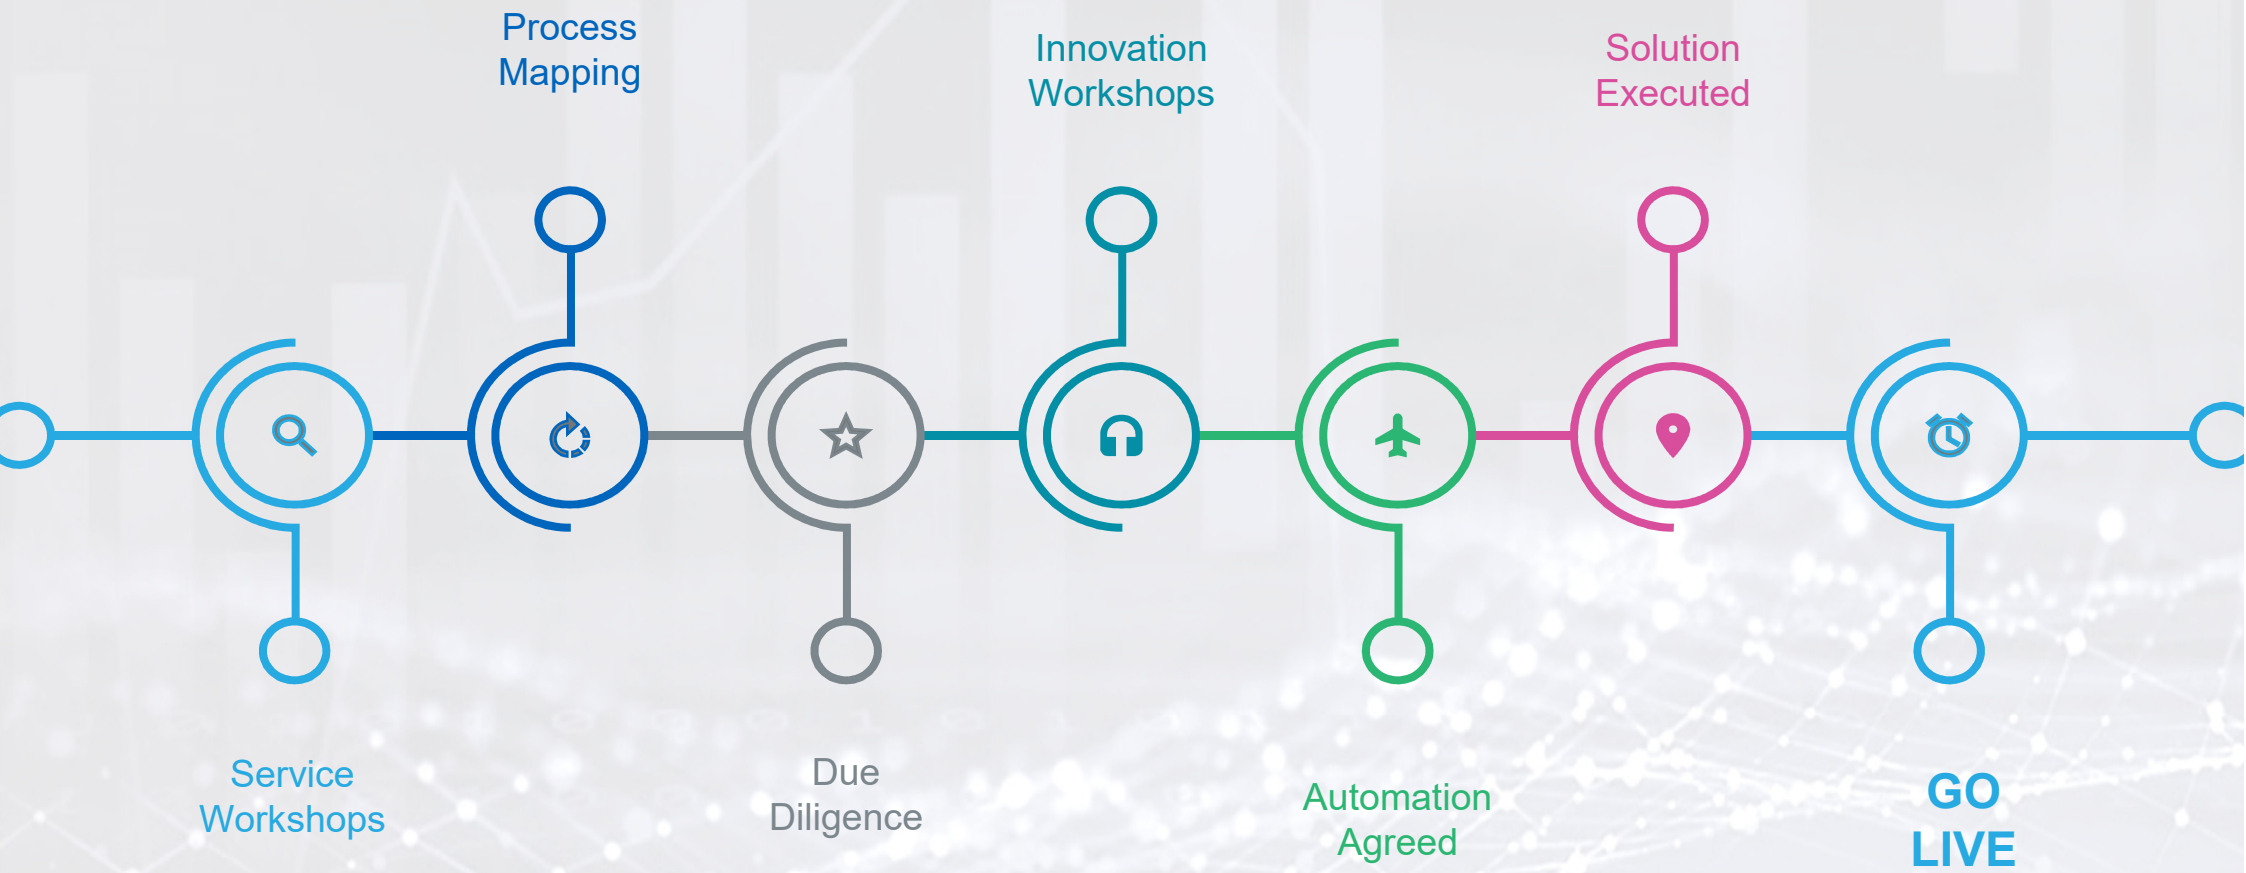 Process
Mapping
Innovation
Workshops
Solution
Executed
Service
Workshops
Due
Diligence
Automation
Agreed
GO
LIVE